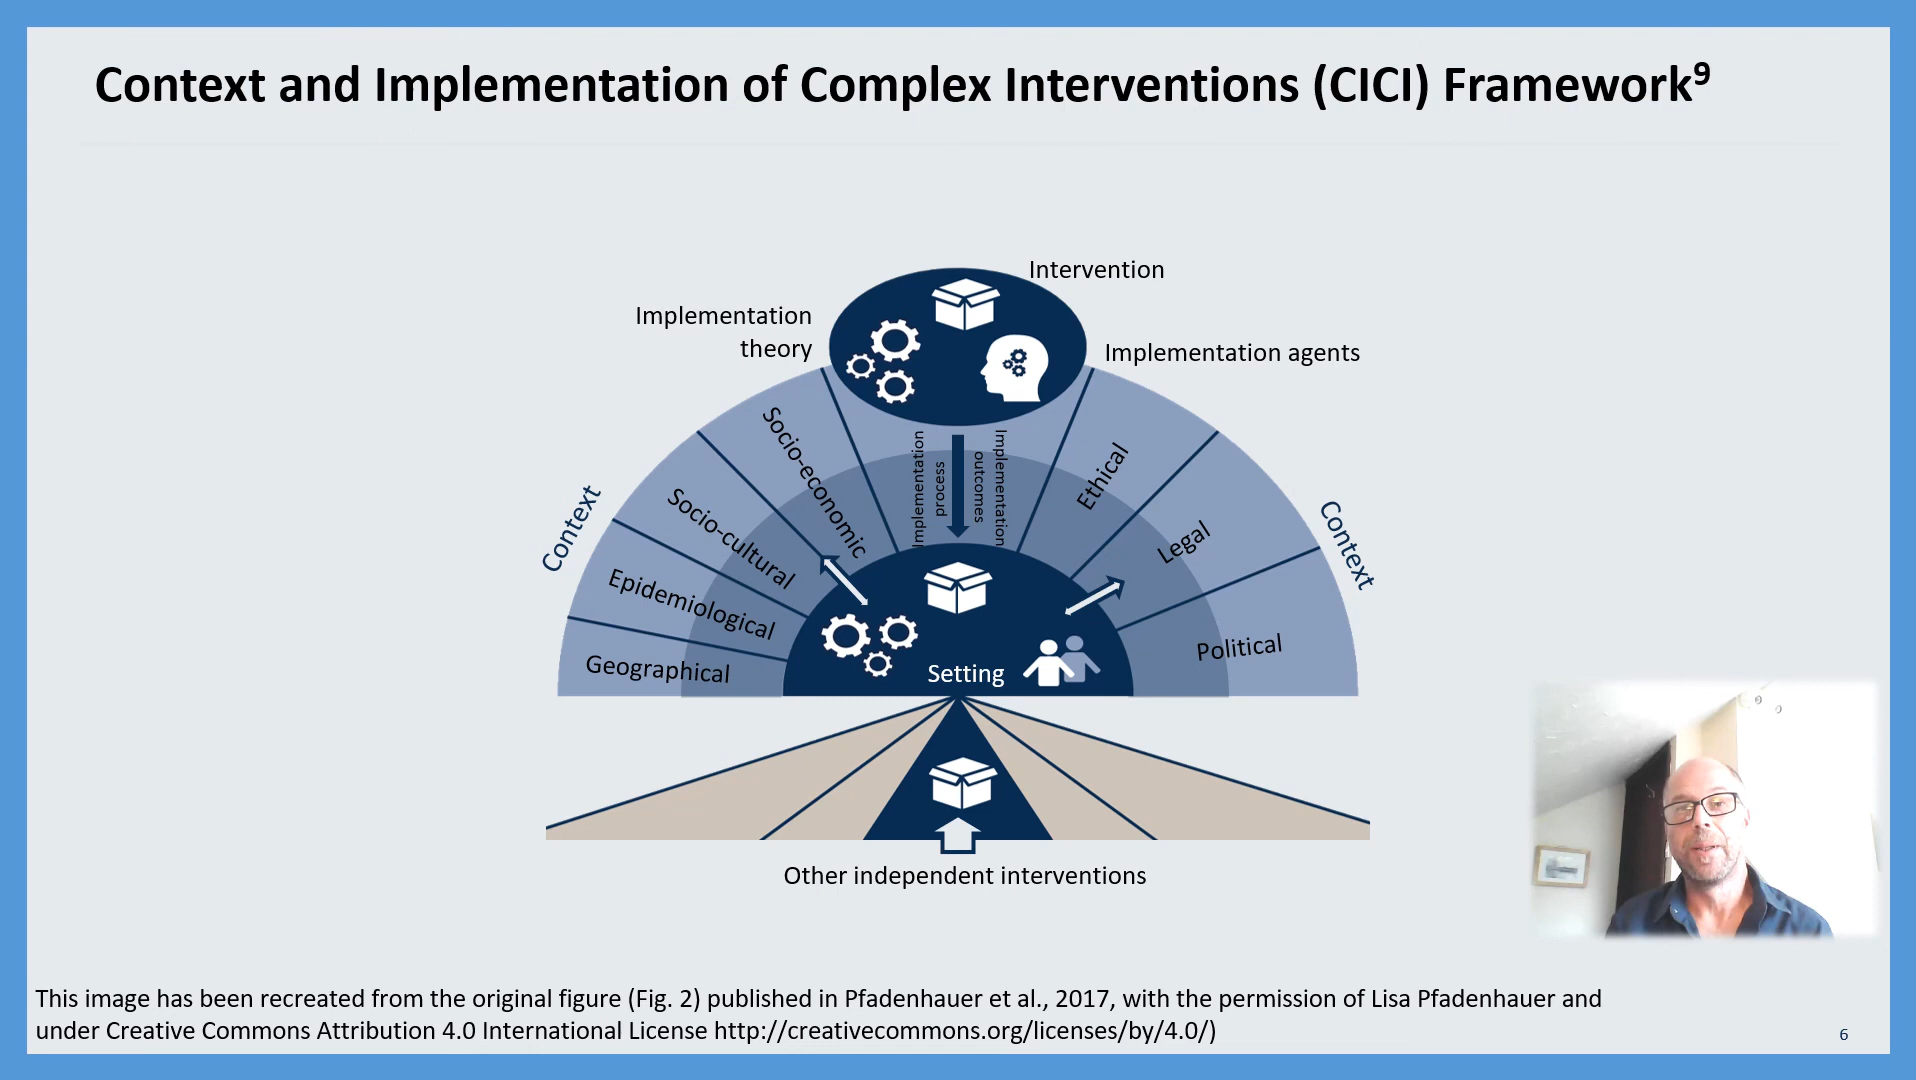 Context and Implementation of Complex Interventions (CICI) Framework⁹
Intervention
Implementation
theory
Implementation agents
Context
Geographical
Epidemiological
Socio-cultural
Socio-economic
Implementation
process
Implementation
outcomes
Ethical
Legal
Political
Context
Setting
Other independent interventions
This image has been recreated from the original figure (Fig. 2) published in Pfadenhauer et al., 2017, with the permission of Lisa Pfadenhauer and
under Creative Commons Attribution 4.0 International License http://creativecommons.org/licenses/by/4.0/)
6